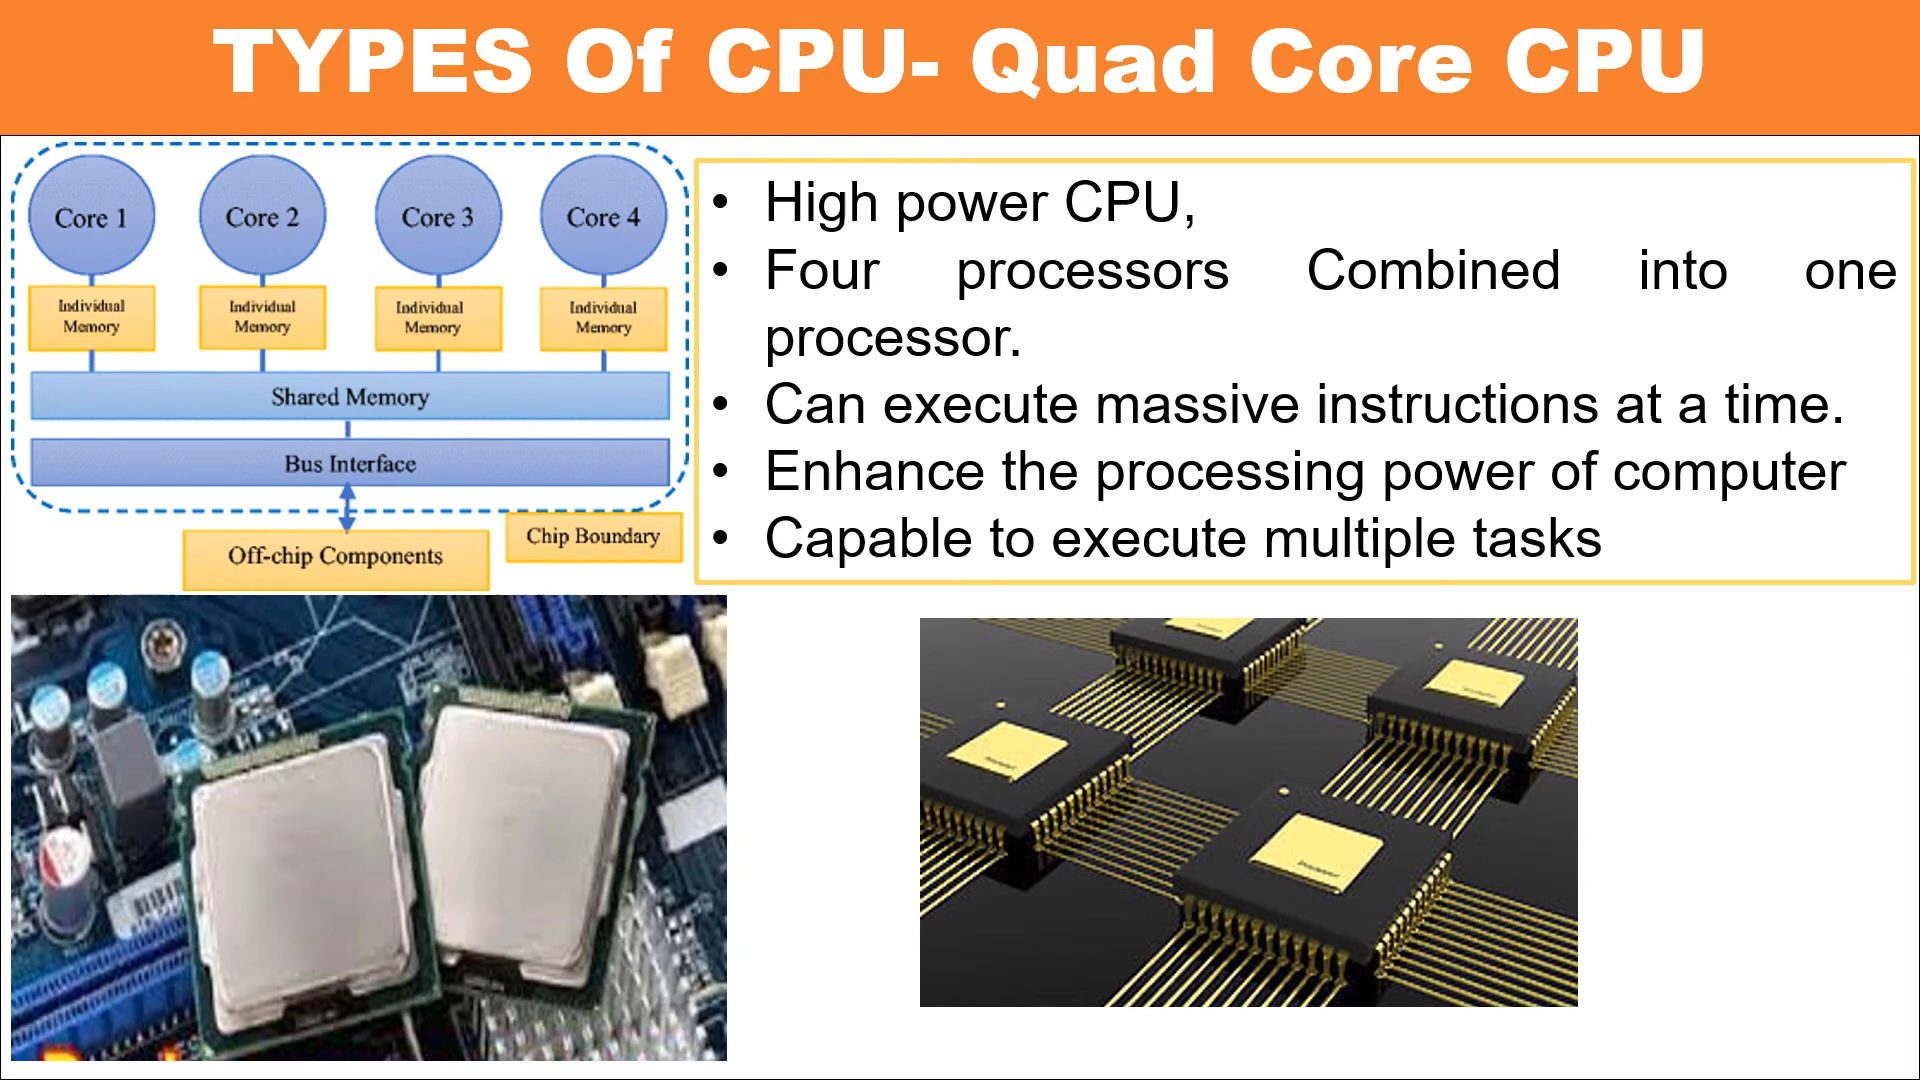 TYPES Of CPU- Quad Core CPU
Core 1
Core 2
Core 3
Core 4
Individual
Memory
Individual
Memory
Individual
Memory
Individual
Memory
Shared Memory
Bus Interface
Off-chip Components
Chip Boundary
• High power CPU,
• Four processors Combined into one
processor.
• Can execute massive instructions at a time.
• Enhance the processing power of computer
• Capable to execute multiple tasks